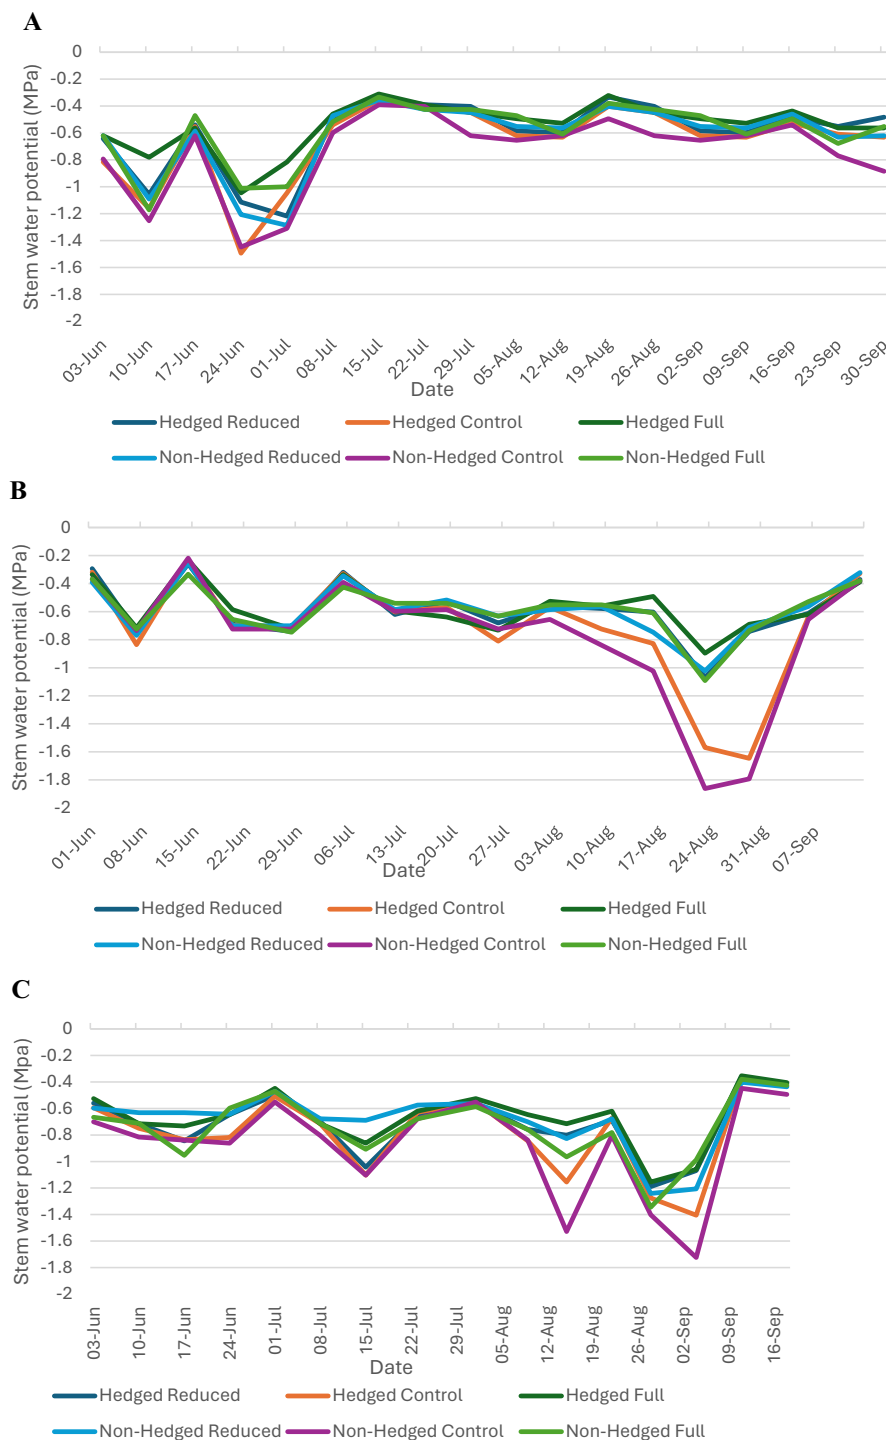 A
0
-0.2
-0.4
-0.6
-0.8
-1
-1.2
-1.4
-1.6
-1.8
-2
Stem water potential (MPa)
03-Jun 10-Jun 17-Jun 24-Jun 01-Jul 08-Jul 15-Jul 22-Jul 29-Jul 05-Aug 12-Aug 19-Aug 26-Aug 02-Sep 09-Sep 16-Sep 23-Sep 30-Sep
Date
Hedged Reduced Hedged Control Hedged Full
Non-Hedged Reduced Non-Hedged Control Non-Hedged Full
B
0
-0.2
-0.4
-0.6
-0.8
-1
-1.2
-1.4
-1.6
-1.8
-2
Stem water potential (MPa)
01-Jun 08-Jun 15-Jun 22-Jun 29-Jun 06-Jul 13-Jul 20-Jul 27-Jul 03-Aug 10-Aug 17-Aug 24-Aug 31-Aug 07-Sep
Date
Hedged Reduced Hedged Control Hedged Full
Non-Hedged Reduced Non-Hedged Control Non-Hedged Full
C
0
-0.2
-0.4
-0.6
-0.8
-1
-1.2
-1.4
-1.6
-1.8
-2
Stem water potential (Mpa)
03-Jun 10-Jun 17-Jun 24-Jun 01-Jul 08-Jul 15-Jul 22-Jul 29-Jul 05-Aug 12-Aug 19-Aug 26-Aug 02-Sep 09-Sep 16-Sep
Date
Hedged Reduced Hedged Control Hedged Full
Non-Hedged Reduced Non-Hedged Control Non-Hedged Full